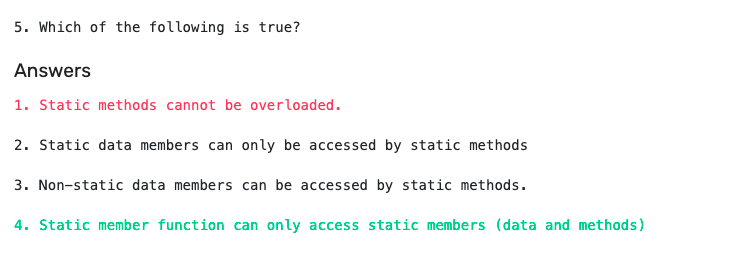 5. Which of the following is true?
Answers
1. Static methods cannot be overloaded.
2. Static data members can only be accessed by static methods
3. Non-static data members can be accessed by static methods.
4. Static member function can only access static members (data and methods)